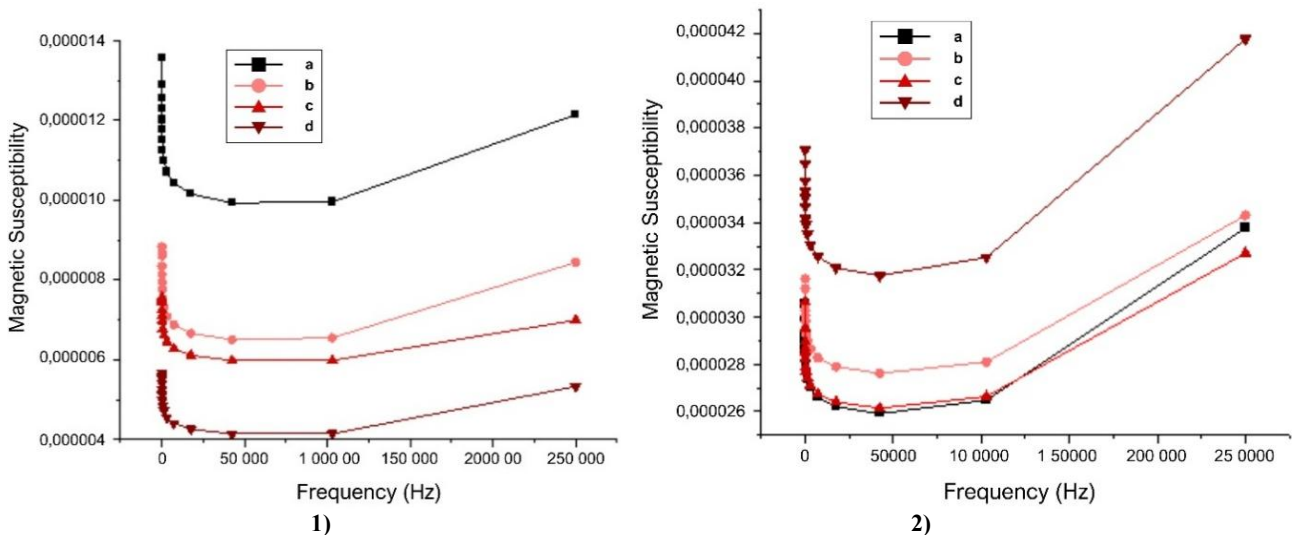 0,000014
0,000012
0,000010
0,000008
0,000006
0,000004
Magnetic Susceptibility
a
b
c
d
0
50 000
1 000 00
1 50 000
2000 000
250 000
Frequency (Hz)
1)
0,000042
0,000040
0,000038
0,000036
0,000034
0,000032
0,000030
0,000028
0,000026
Magnetic Susceptibility
a
b
c
d
0
50000
10 0000
1 50000
200 000
25 0000
Frequency (Hz)
2)